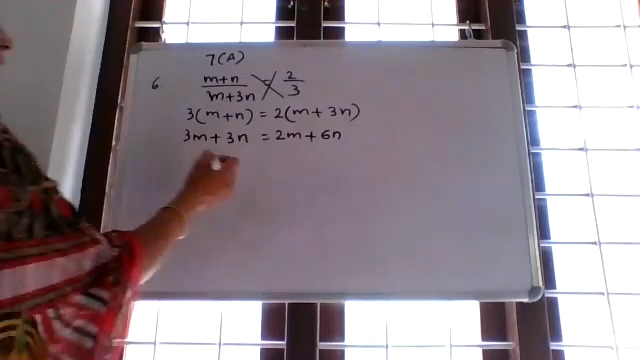 7(A)
6. m+n/m+3n = 2/3
3(m+n) = 2(m+3n)
3m+3n = 2m+6n